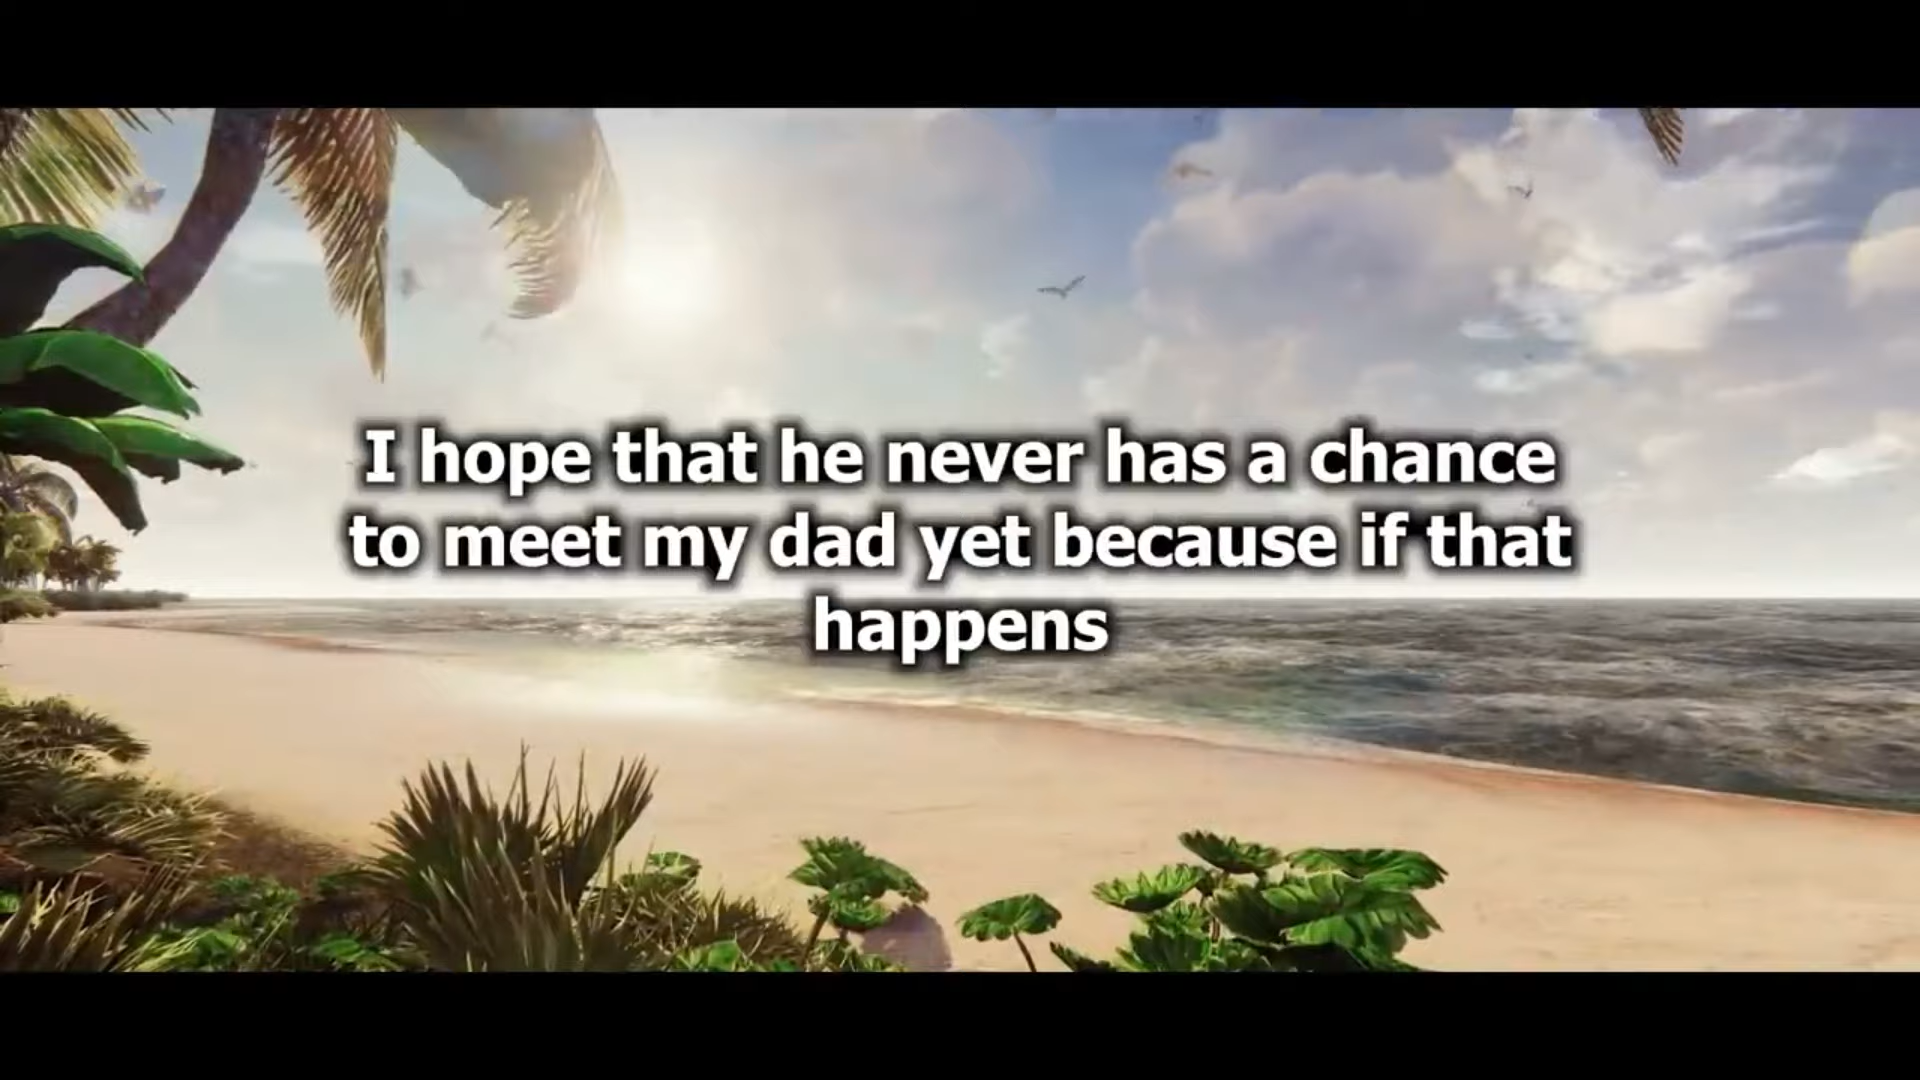 I hope that he never has a chance
to meet my dad yet because if that
happens